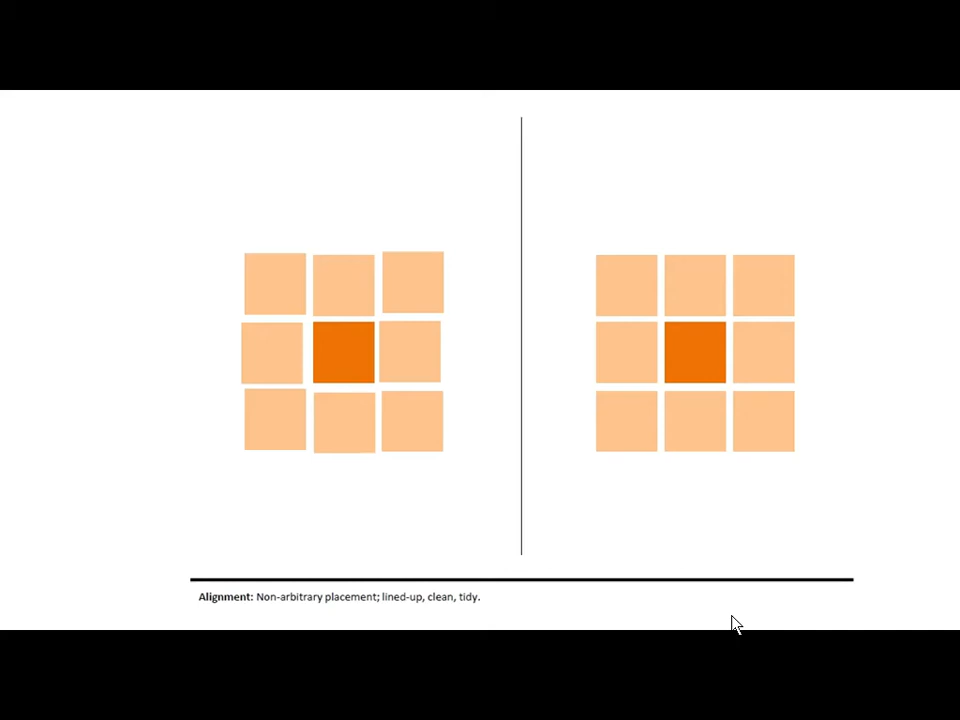 Alignment: Non-arbitrary placement; lined-up, clean, tidy.